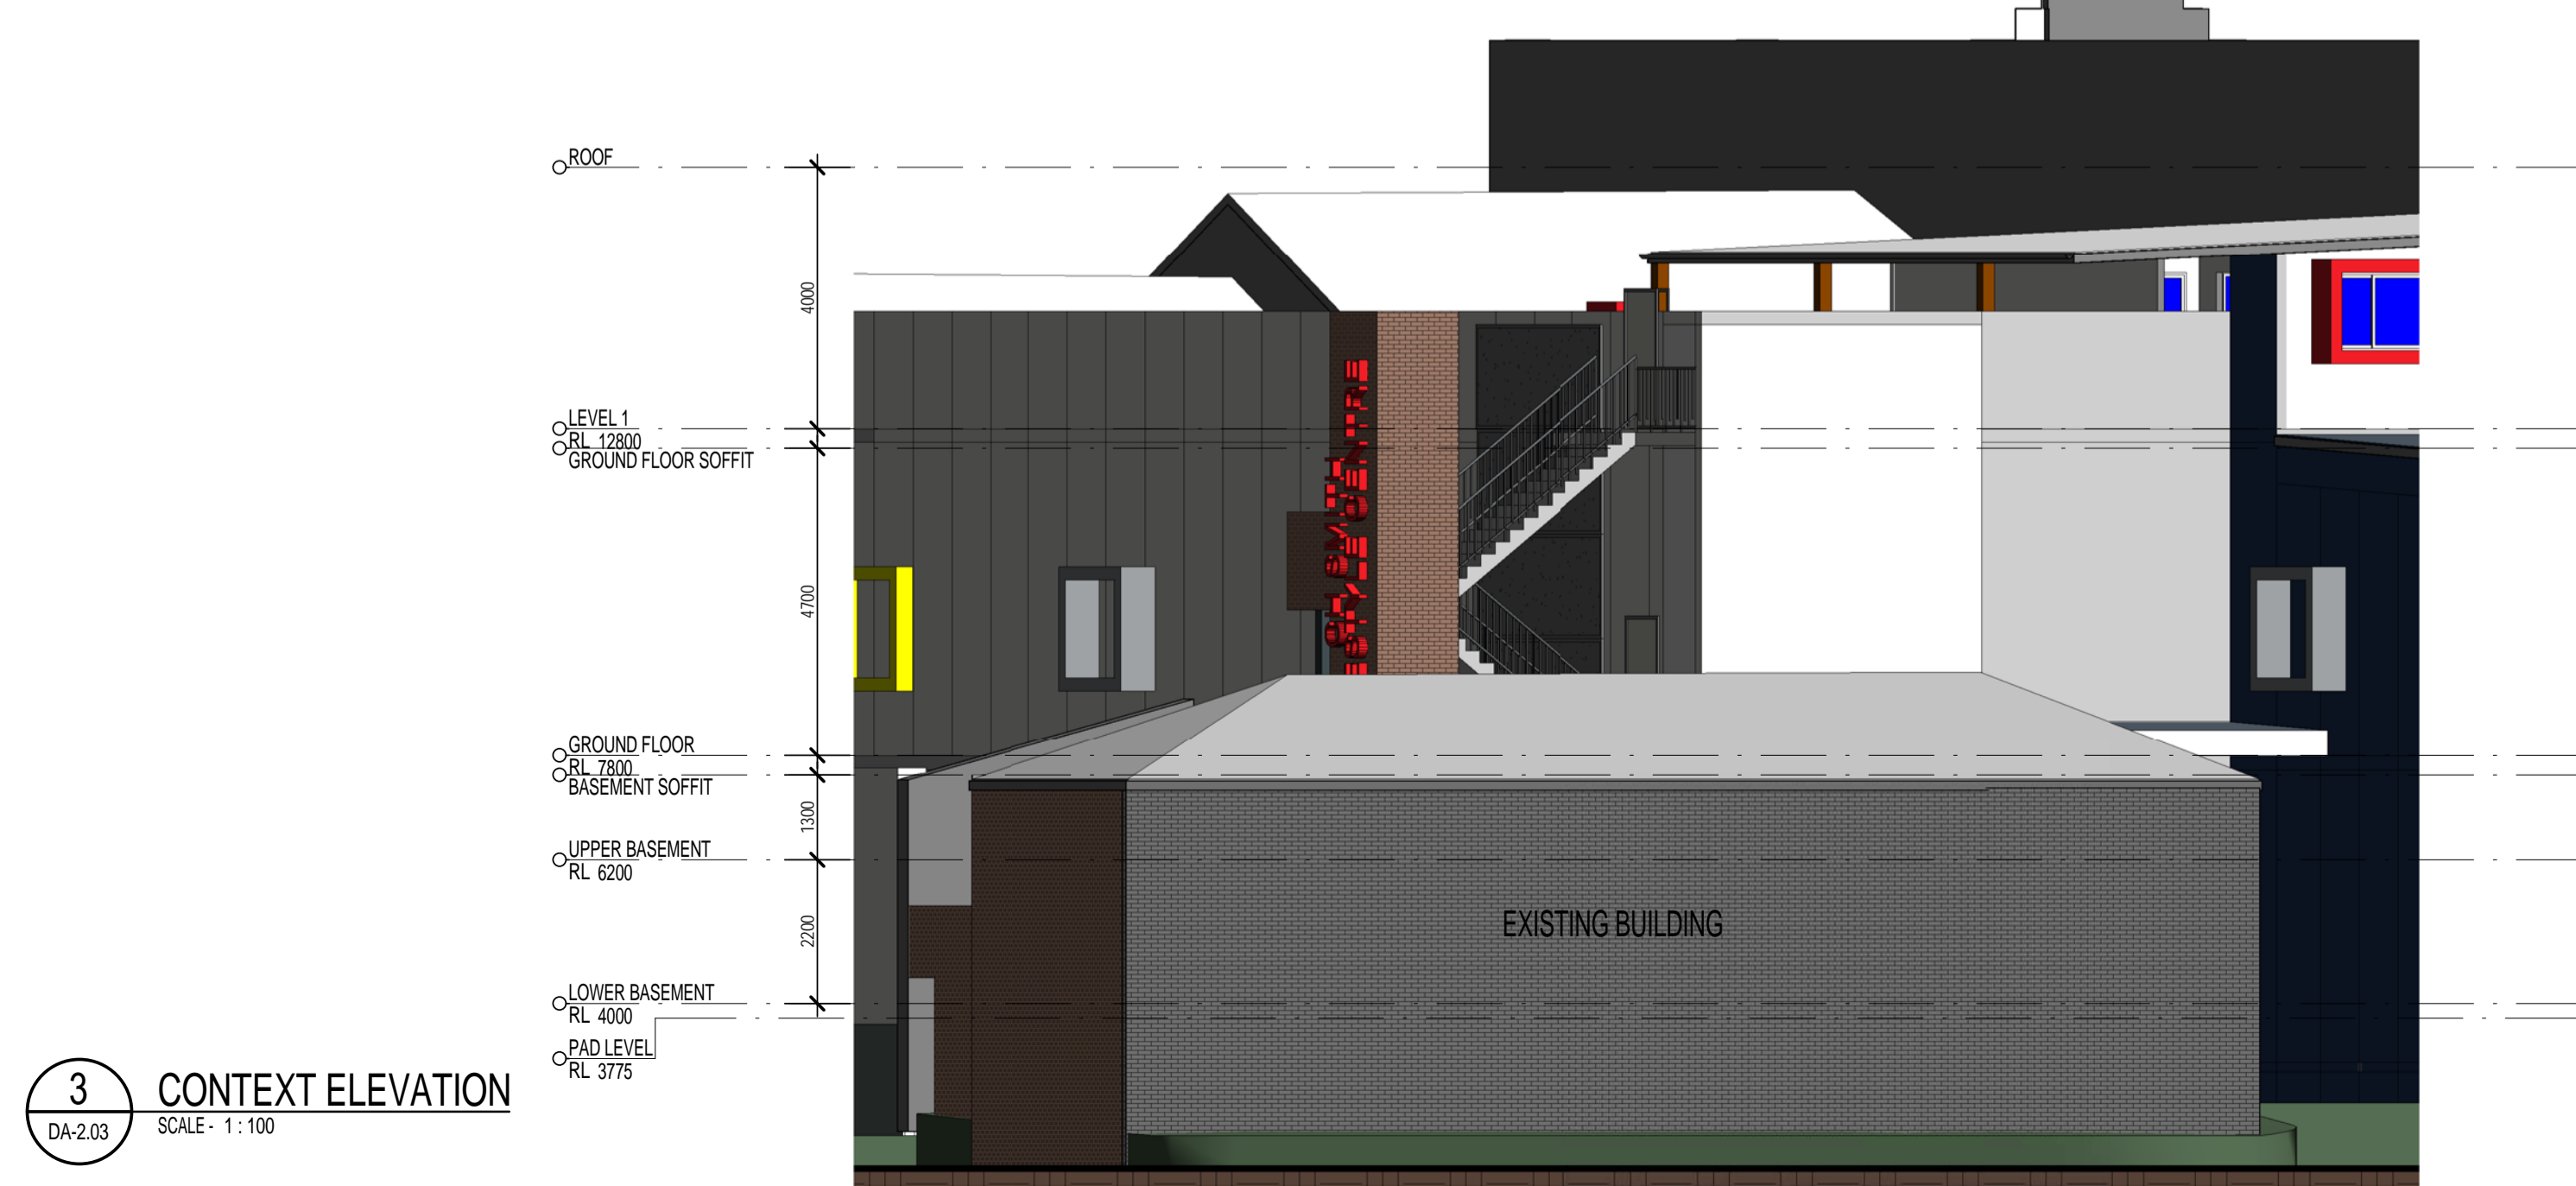 ROOF
4000
LEVEL 1
RL 12800
GROUND FLOOR SOFFIT
4700
CENTRE
GROUND FLOOR
RL 7800
BASEMENT SOFFIT
1300
UPPER BASEMENT
RL 6200
2200
EXISTING BUILDING
LOWER BASEMENT
RL 4000
PAD LEVEL
RL 3775
3
DA-2.03
CONTEXT ELEVATION
SCALE - 1 : 100